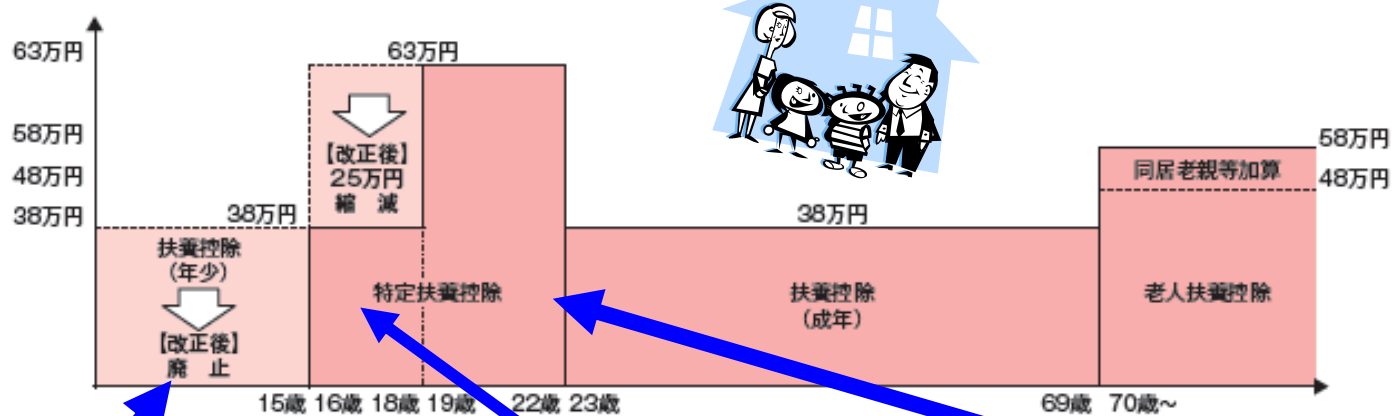 63万円
58万円
48万円
38万円
63万円
【改正後】
25万円
縮 減
38万円
扶養控除
(年少)
【改正後】
廃 止
特定扶養控除
38万円
扶養控除
(成年)
同居老親等加算
老人扶養控除
58万円
48万円
15歳 16歳 18歳 19歳 22歳 23歳 69歳 70歳~